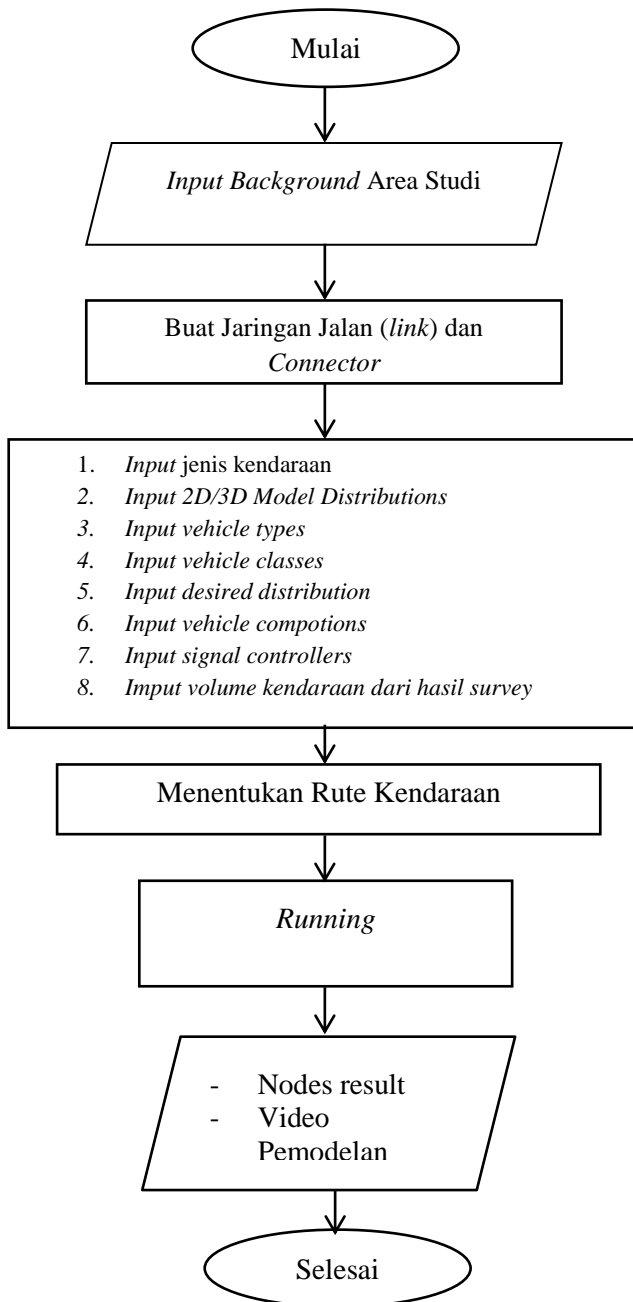 Mulai
Input Background Area Studi
Buat Jaringan Jalan (link) dan
Connector
1. Input jenis kendaraan
2. Input 2D/3D Model Distributions
3. Input vehicle types
4. Input vehicle classes
5. Input desired distribution
6. Input vehicle compotions
7. Input signal controllers
8. Imput volume kendaraan dari hasil survey
Menentukan Rute Kendaraan
Running
- Nodes result
- Video
Pemodelan
Selesai